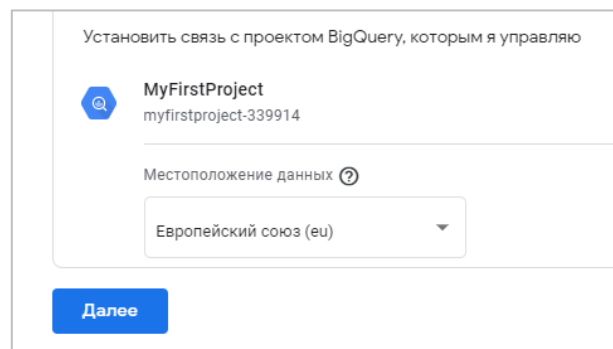 Установить связь с проектом BigQuery, которым я управляю
MyFirstProject
myfirstproject-339914
Местоположение данных
Европейский союз (eu)
Далее